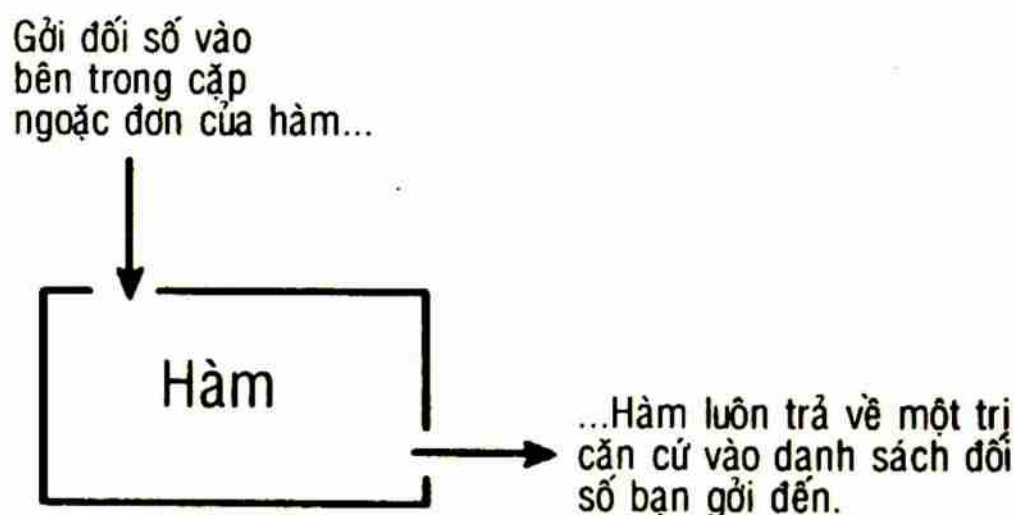 Gởi đối số vào
bên trong cặp
ngoặc đơn của hàm...
Hàm
...Hàm luôn trả về một trị
căn cứ vào danh sách đối
số bạn gởi đến.